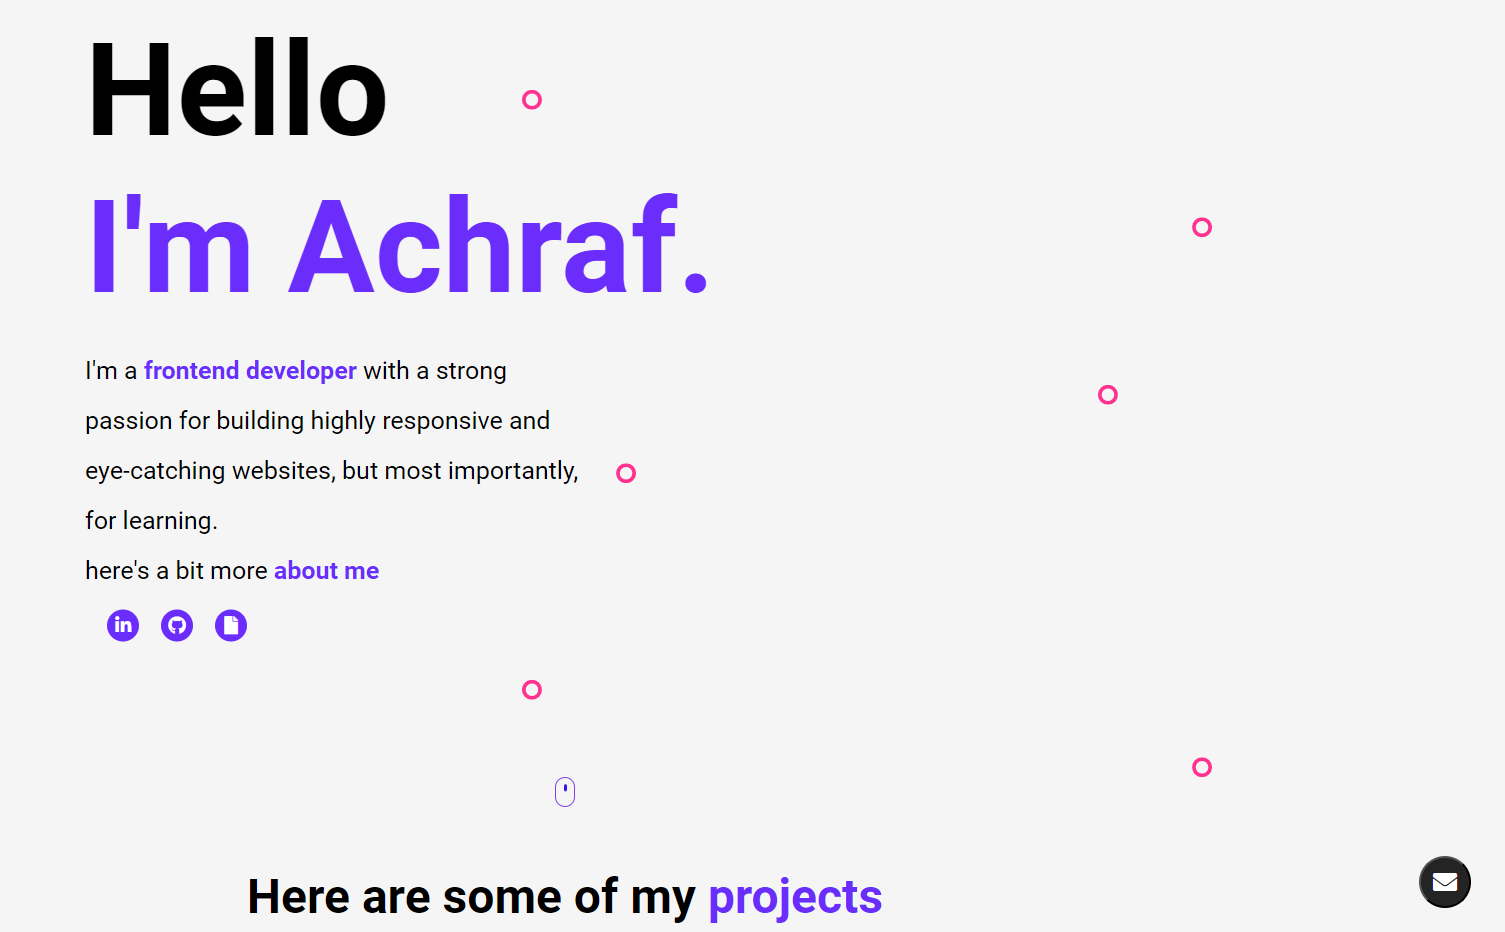 Hello
I'm Achraf.
I'm a frontend developer with a strong
passion for building highly responsive and
eye-catching websites, but most importantly,
for learning.
here's a bit more about me
in
Here are some of my projects